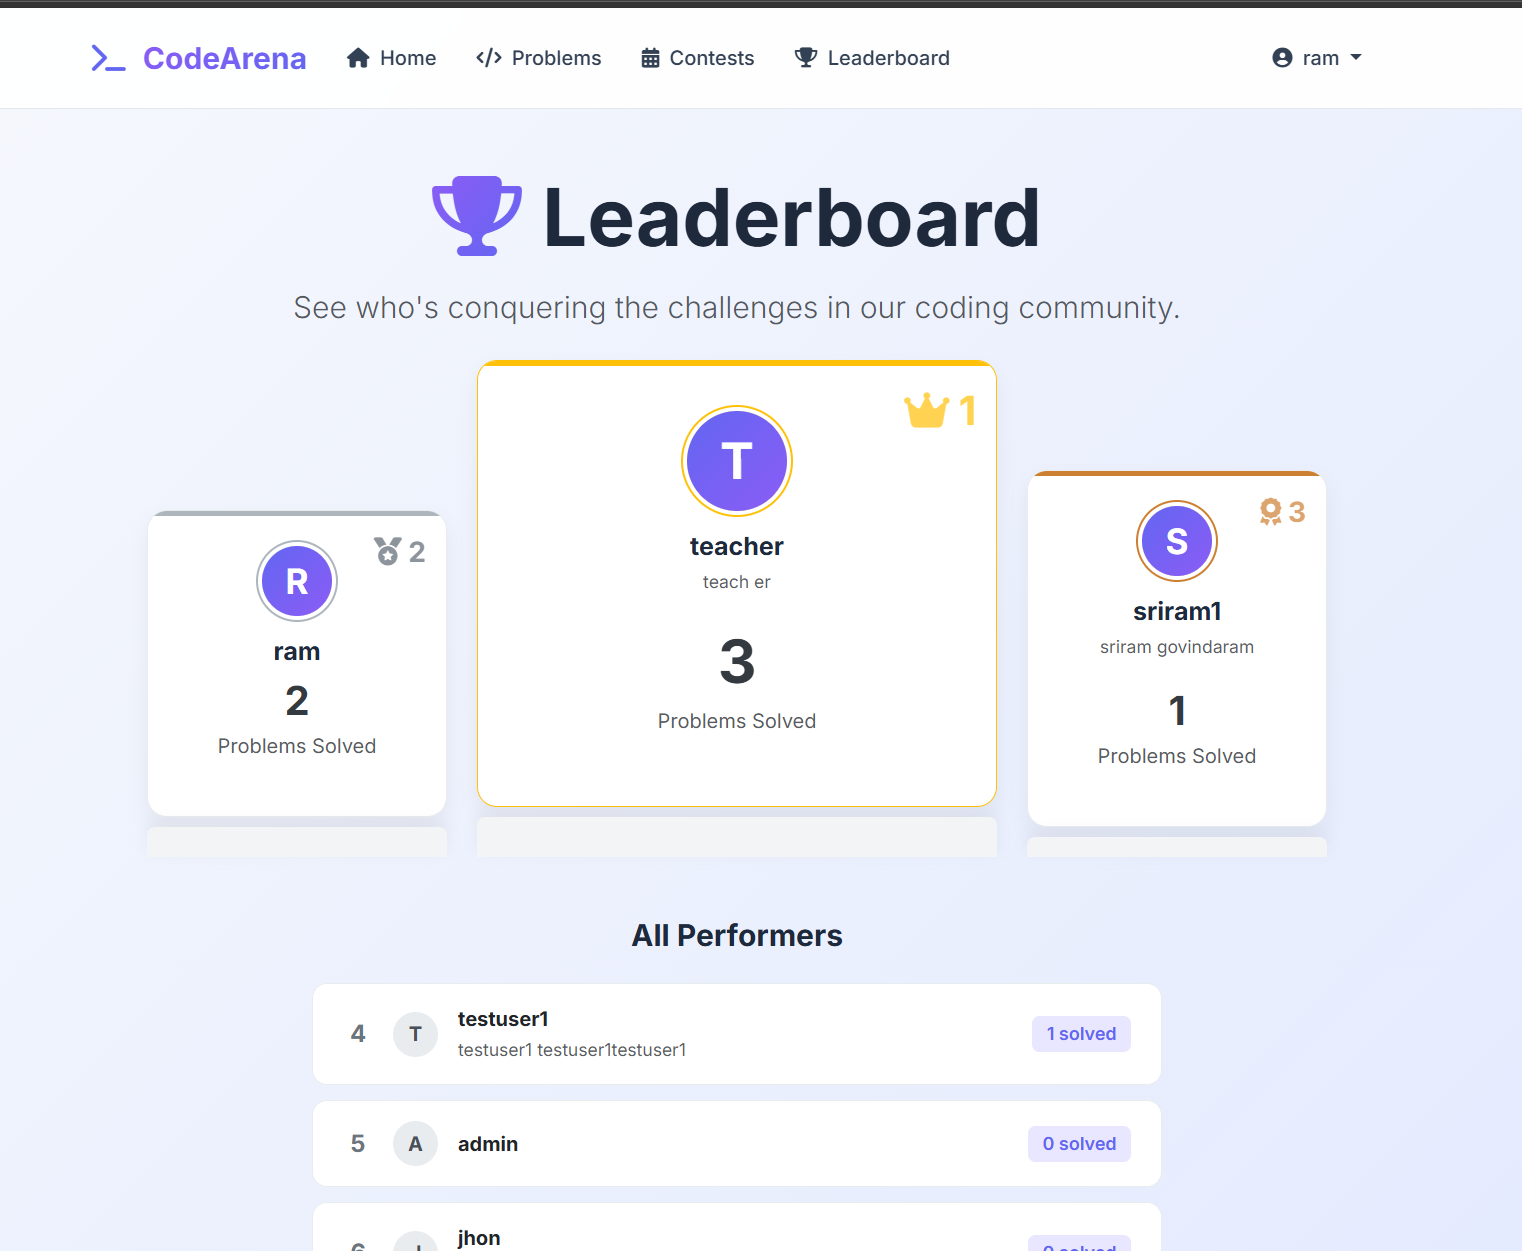 CodeArena Home Problems Contests Leaderboard ram
Leaderboard
See who's conquering the challenges in our coding community.
2
R
ram
2
Problems Solved
1
T
teacher
teach er
3
Problems Solved
3
S
sriram1
sriram govindaram
1
Problems Solved
All Performers
4 T testuser1 1 solved
testuser1 testuser1testuser1
5 A admin 0 solved
jhon